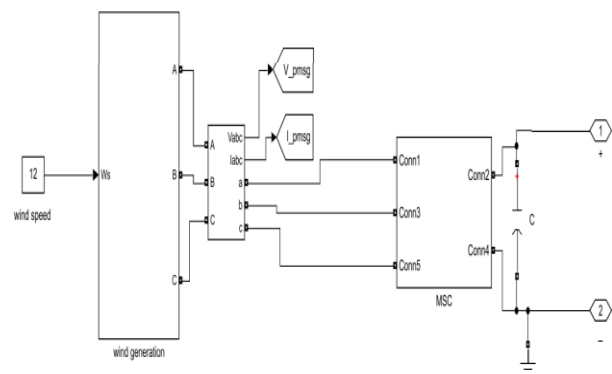 A
V_pmsg
Vabc
A
I_pmsg
Iabc
12
Ws
B
B
a
Conn1
Conn2
1
+
wind speed
b
Conn3
C
C
c
C
Conn4
Conn5
MSC
2
–
wind generation